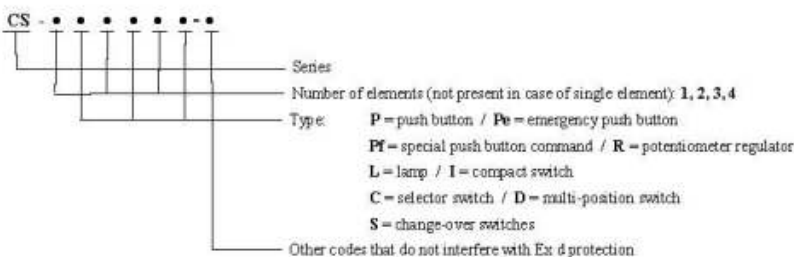 CS - • • • • • • - •
Series
Number of elements (not present in case of single element): 1, 2, 3, 4
Type: P = push button / Pe = emergency push button
Pf = special push button command / R = potentiometer regulator
L = lamp / I = compact switch
C = selector switch / D = multi-position switch
S = change-over switches
Other codes that do not interfere with Ex d protection